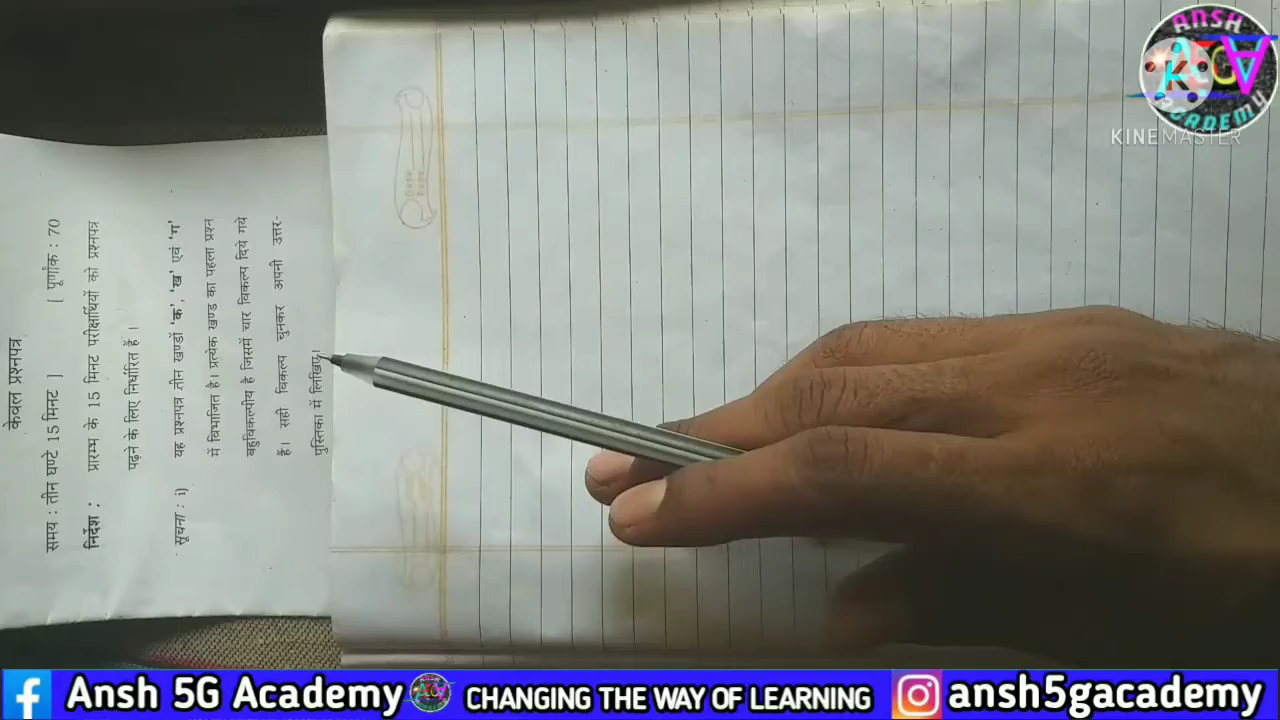 केवल प्रश्नपत्र
समय : तीन घण्टे 15 मिनट ] [ पूर्णांक : 70
निर्देश : प्रारम्भ के 15 मिनट परीक्षार्थियों को प्रश्नपत्र
पढ़ने के लिए निर्धारित हैं ।
सूचना : i) यह प्रश्नपत्र तीन खण्डों 'क', 'ख' एवं 'ग'
में विभाजित है। प्रत्येक खण्ड का पहला प्रश्न
बहुविकल्पीय है जिसमें चार विकल्प दिये गये
हैं। सही विकल्प चुनकर अपनी उत्तर-
पुस्तिका में लिखिए।
ANSH
ACADEMY
KINEMASTER
Ansh 5G Academy
CHANGING THE WAY OF LEARNING
ansh5gacademy